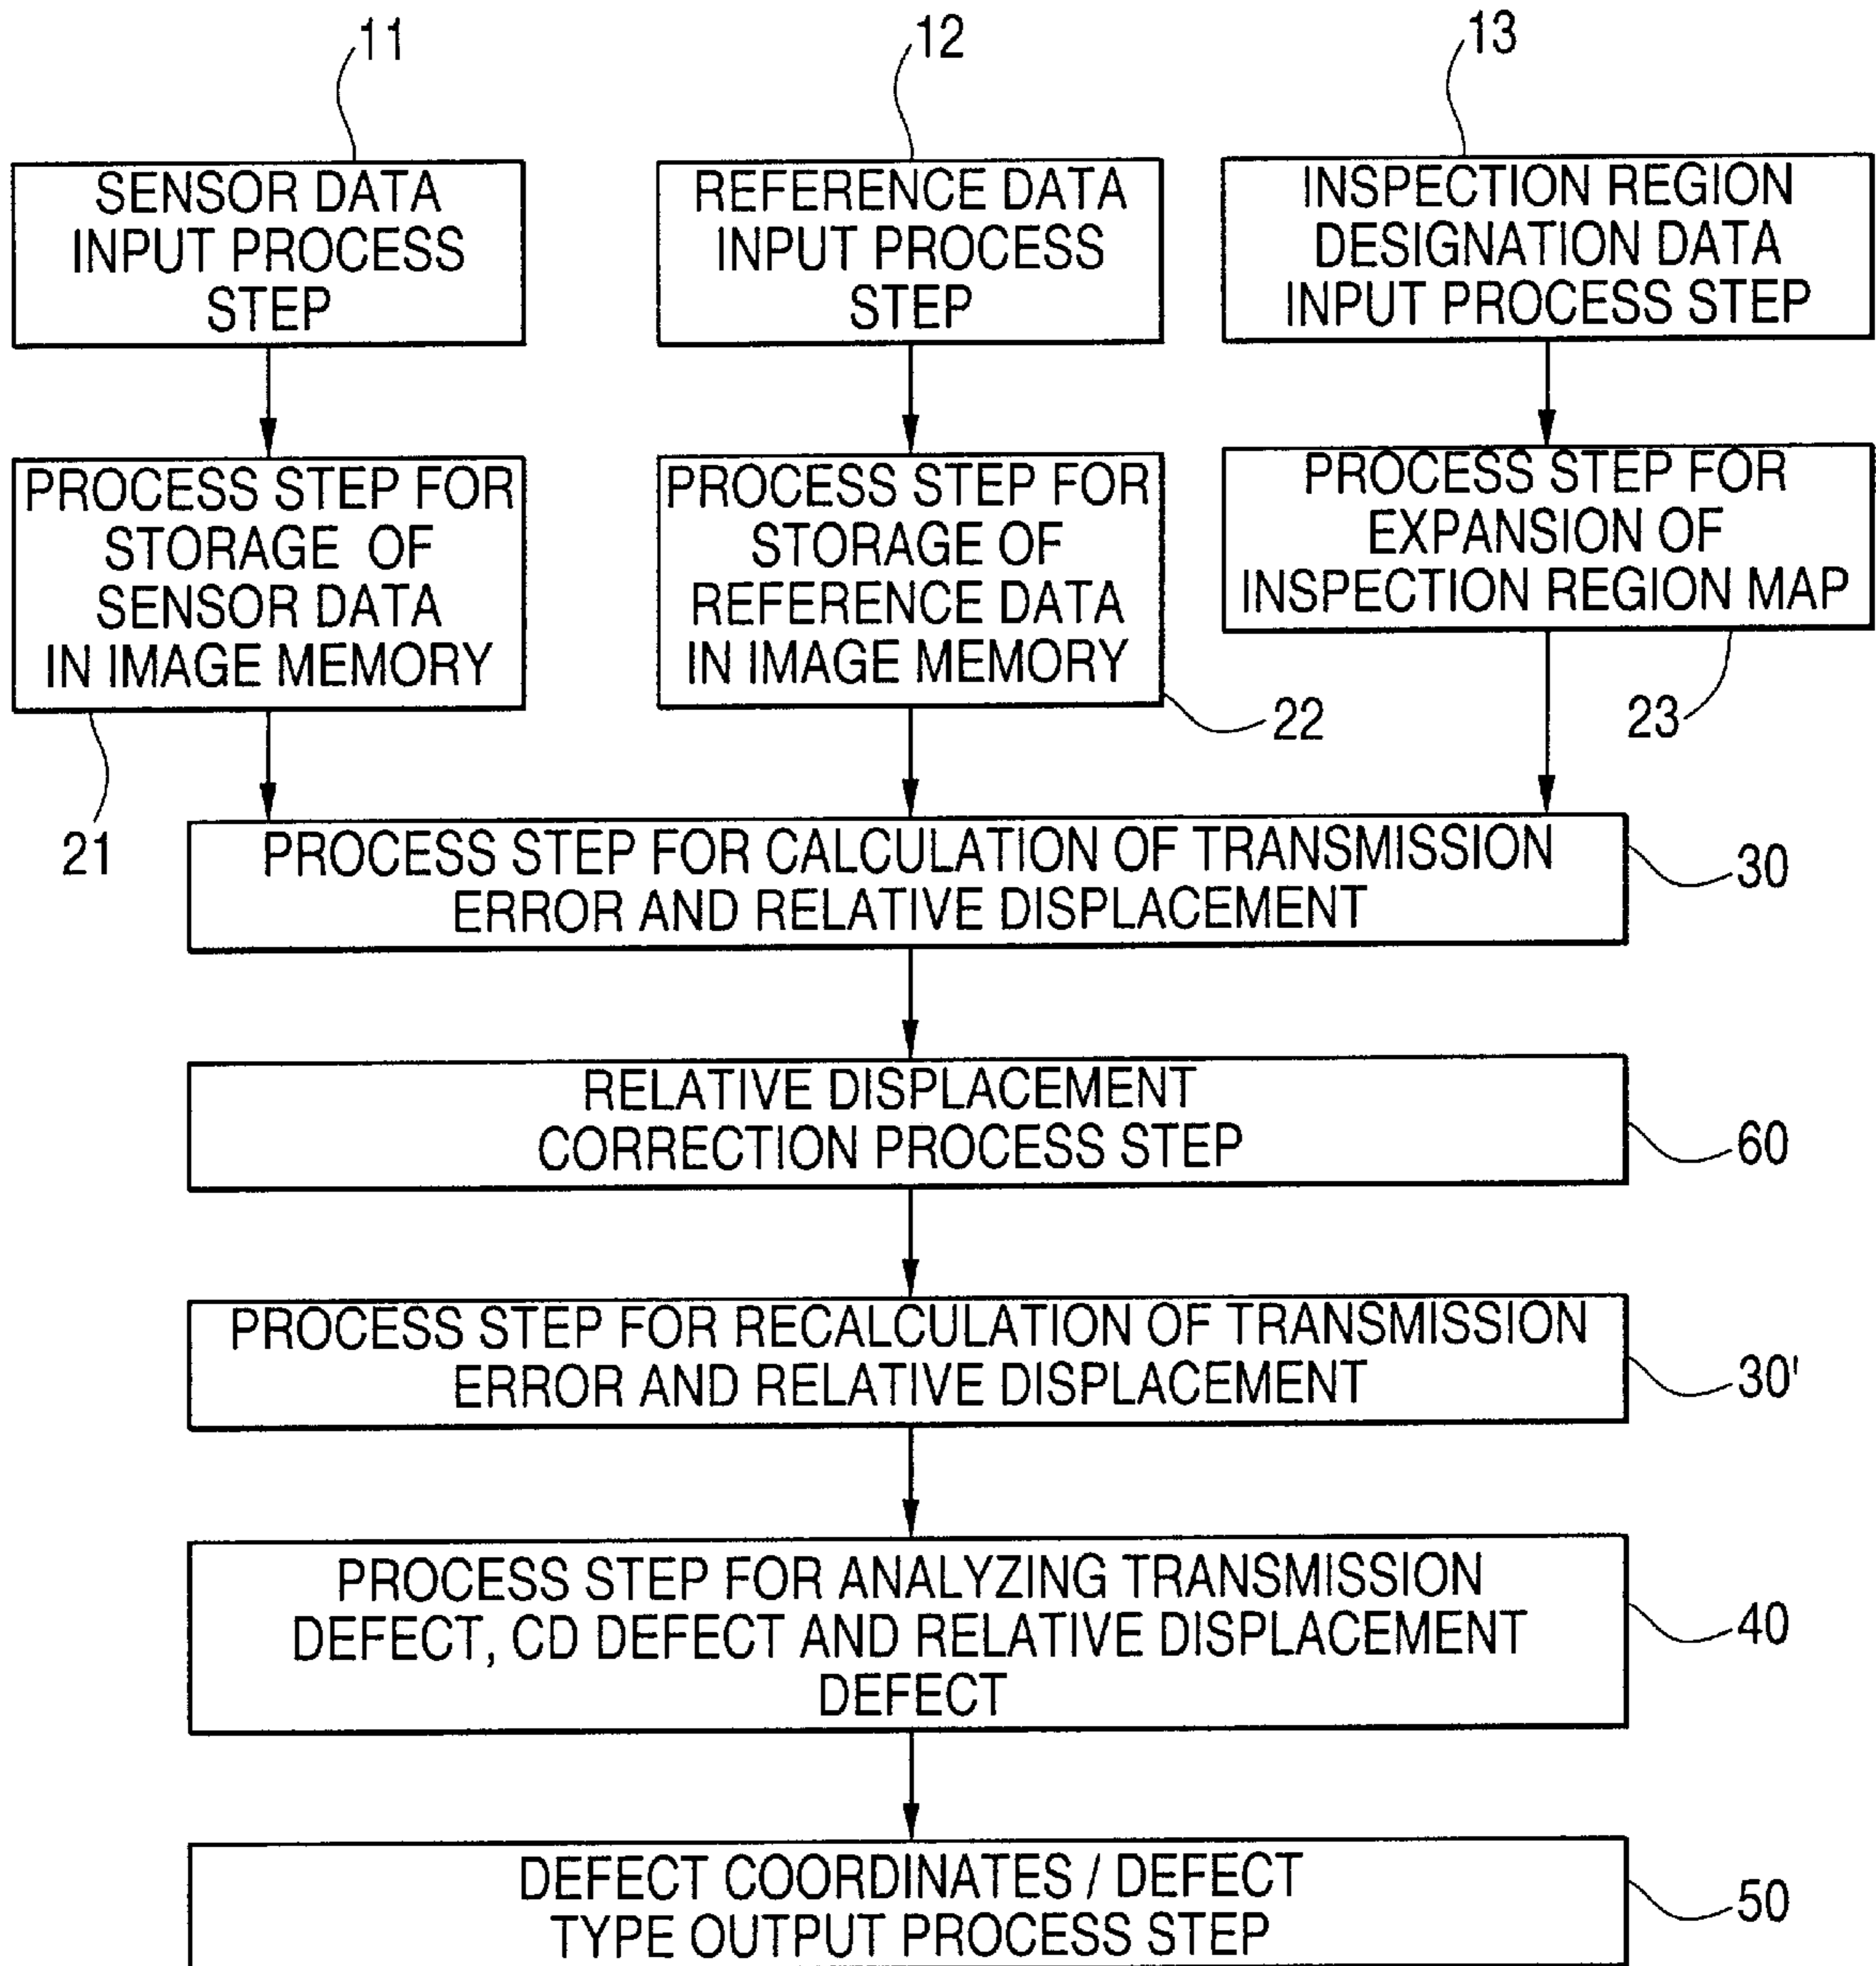 11
12
13
SENSOR DATA
INPUT PROCESS
STEP
REFERENCE DATA
INPUT PROCESS
STEP
INSPECTION REGION
DESIGNATION DATA
INPUT PROCESS STEP
PROCESS STEP FOR
STORAGE OF
SENSOR DATA
IN IMAGE MEMORY
21
PROCESS STEP FOR
STORAGE OF
REFERENCE DATA
IN IMAGE MEMORY
22
PROCESS STEP FOR
EXPANSION OF
INSPECTION REGION MAP
23
PROCESS STEP FOR CALCULATION OF TRANSMISSION
ERROR AND RELATIVE DISPLACEMENT
30
RELATIVE DISPLACEMENT
CORRECTION PROCESS STEP
60
PROCESS STEP FOR RECALCULATION OF TRANSMISSION
ERROR AND RELATIVE DISPLACEMENT
30'
PROCESS STEP FOR ANALYZING TRANSMISSION
DEFECT, CD DEFECT AND RELATIVE DISPLACEMENT
DEFECT
40
DEFECT COORDINATES / DEFECT
TYPE OUTPUT PROCESS STEP
50